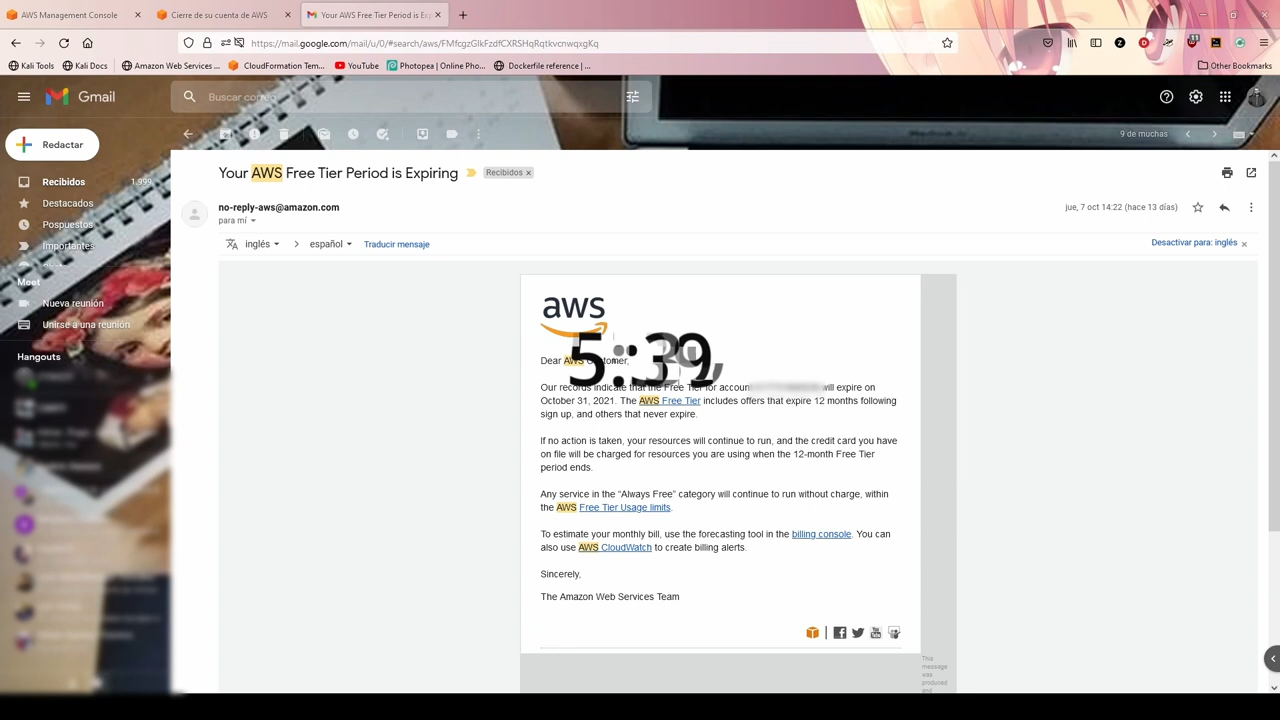 AWS Management Console
Cierre de su cuenta de AWS
Your AWS Free Tier Period is Ex
https://mail.google.com/mail/u/0/#search/aws/FMfcgzGlkFzdfCXRSHqRqtkvcnwqxgKq
11
Kali Tools
Kali Docs
Amazon Web Services ...
CloudFormation Tem...
YouTube
Photopea | Online Pho...
Dockerfile reference | ...
Other Bookmarks
Gmail
Buscar correo
Redactar
9 de muchas
Recibidos 1.999
Destacados
Pospuestos
Importantes
Meet
Nueva reunión
Unirse a una reunión
Hangouts
Your AWS Free Tier Period is Expiring
Recibidos
no-reply-aws@amazon.com
para mí
jue, 7 oct 14:22 (hace 13 días)
inglés > español Traducir mensaje
Desactivar para: inglés
aws
5:39
Dear AWS Customer,
Our records indicate that the Free Tier for account will expire on
October 31, 2021. The AWS Free Tier includes offers that expire 12 months following
sign up, and others that never expire.
If no action is taken, your resources will continue to run, and the credit card you have
on file will be charged for resources you are using when the 12-month Free Tier
period ends.
Any service in the “Always Free” category will continue to run without charge, within
the AWS Free Tier Usage limits.
To estimate your monthly bill, use the forecasting tool in the billing console. You can
also use AWS CloudWatch to create billing alerts.
Sincerely,
The Amazon Web Services Team
This
message
was
produced
and